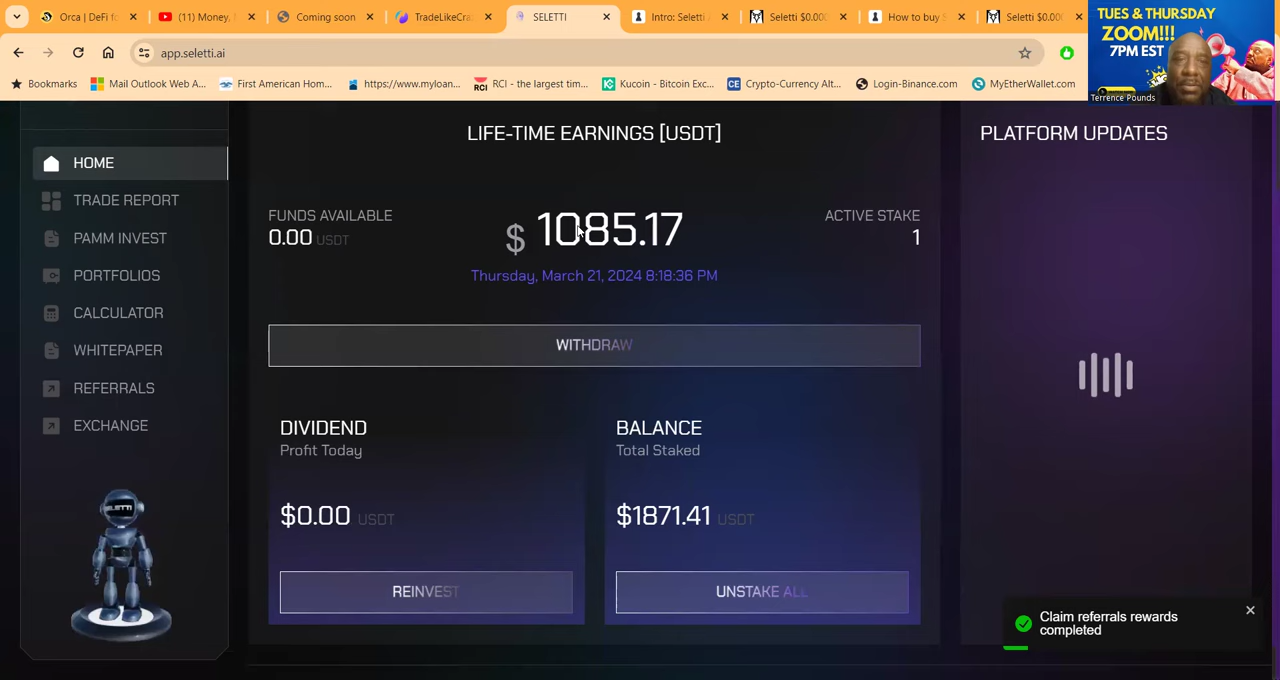 Orca | DeFi fo
(11) Money,
Coming soon
TradeLikeCra
SELETTI
Intro: Seletti
Seletti $0.000
How to buy S
Seletti $0.00
app.seletti.ai
Bookmarks
Mail Outlook Web A...
First American Hom...
https://www.myloan...
RCI - the largest tim...
Kucoin - Bitcoin Exc...
Crypto-Currency Alt...
Login-Binance.com
MyEtherWallet.com
TUES & THURSDAY
ZOOM!!!
7PM EST
Terrence Pounds
HOME
TRADE REPORT
PAMM INVEST
PORTFOLIOS
CALCULATOR
WHITEPAPER
REFERRALS
EXCHANGE
SELETTI
LIFE-TIME EARNINGS [USDT]
FUNDS AVAILABLE
0.00 USDT
$ 1085.17
Thursday, March 21, 2024 8:18:36 PM
ACTIVE STAKE
1
WITHDRAW
DIVIDEND
Profit Today
$0.00 USDT
REINVEST
BALANCE
Total Staked
$1871.41 USDT
UNSTAKE ALL
PLATFORM UPDATES
Claim referrals rewards
completed